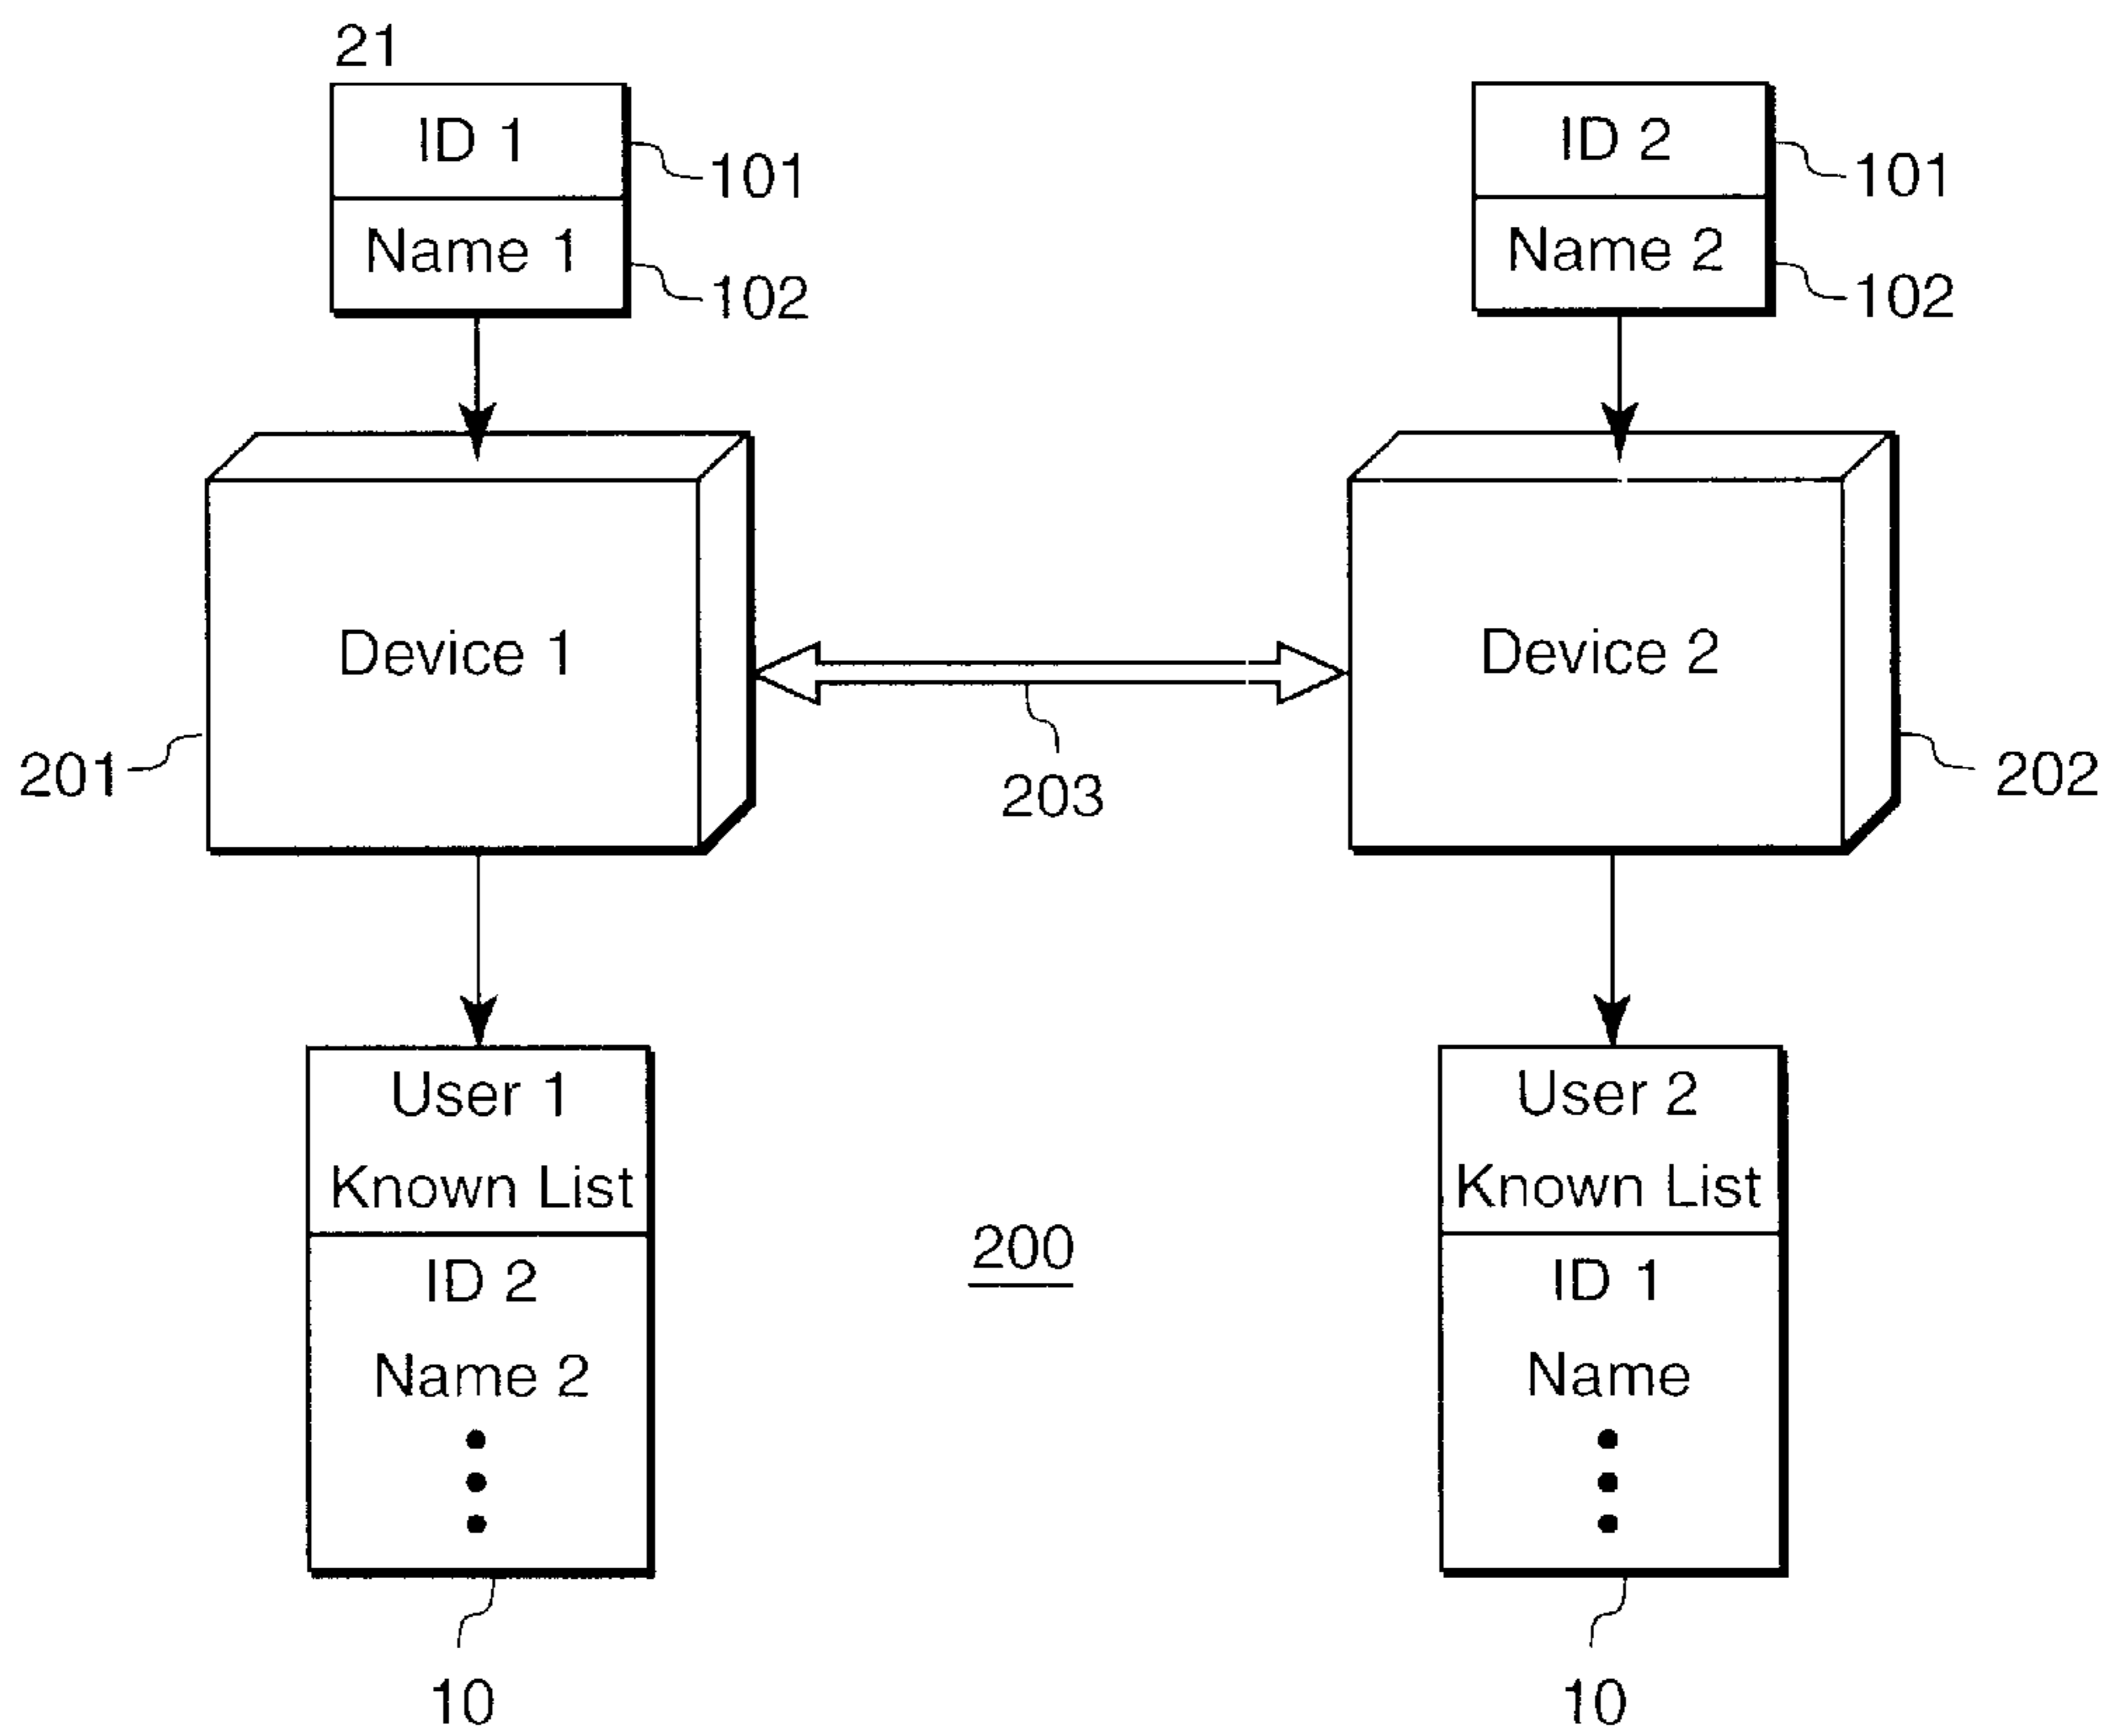 21
ID 1
101
Name 1
102
ID 2
101
Name 2
102
Device 1
201
203
Device 2
202
User 1
Known List
ID 2
Name 2
10
200
User 2
Known List
ID 1
Name
10